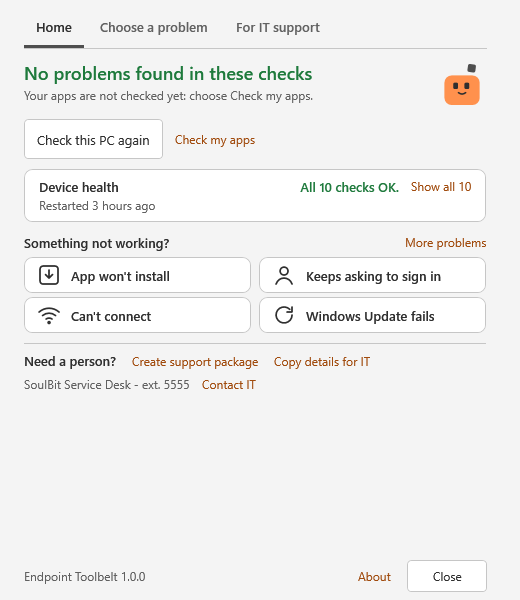 Home Choose a problem For IT support
No problems found in these checks
Your apps are not checked yet: choose Check my apps.
Check this PC again Check my apps
Device health All 10 checks OK. Show all 10
Restarted 3 hours ago
Something not working? More problems
App won't install Keeps asking to sign in
Can't connect Windows Update fails
Need a person? Create support package Copy details for IT
SoulBit Service Desk - ext. 5555 Contact IT
Endpoint Toolbelt 1.0.0 About Close